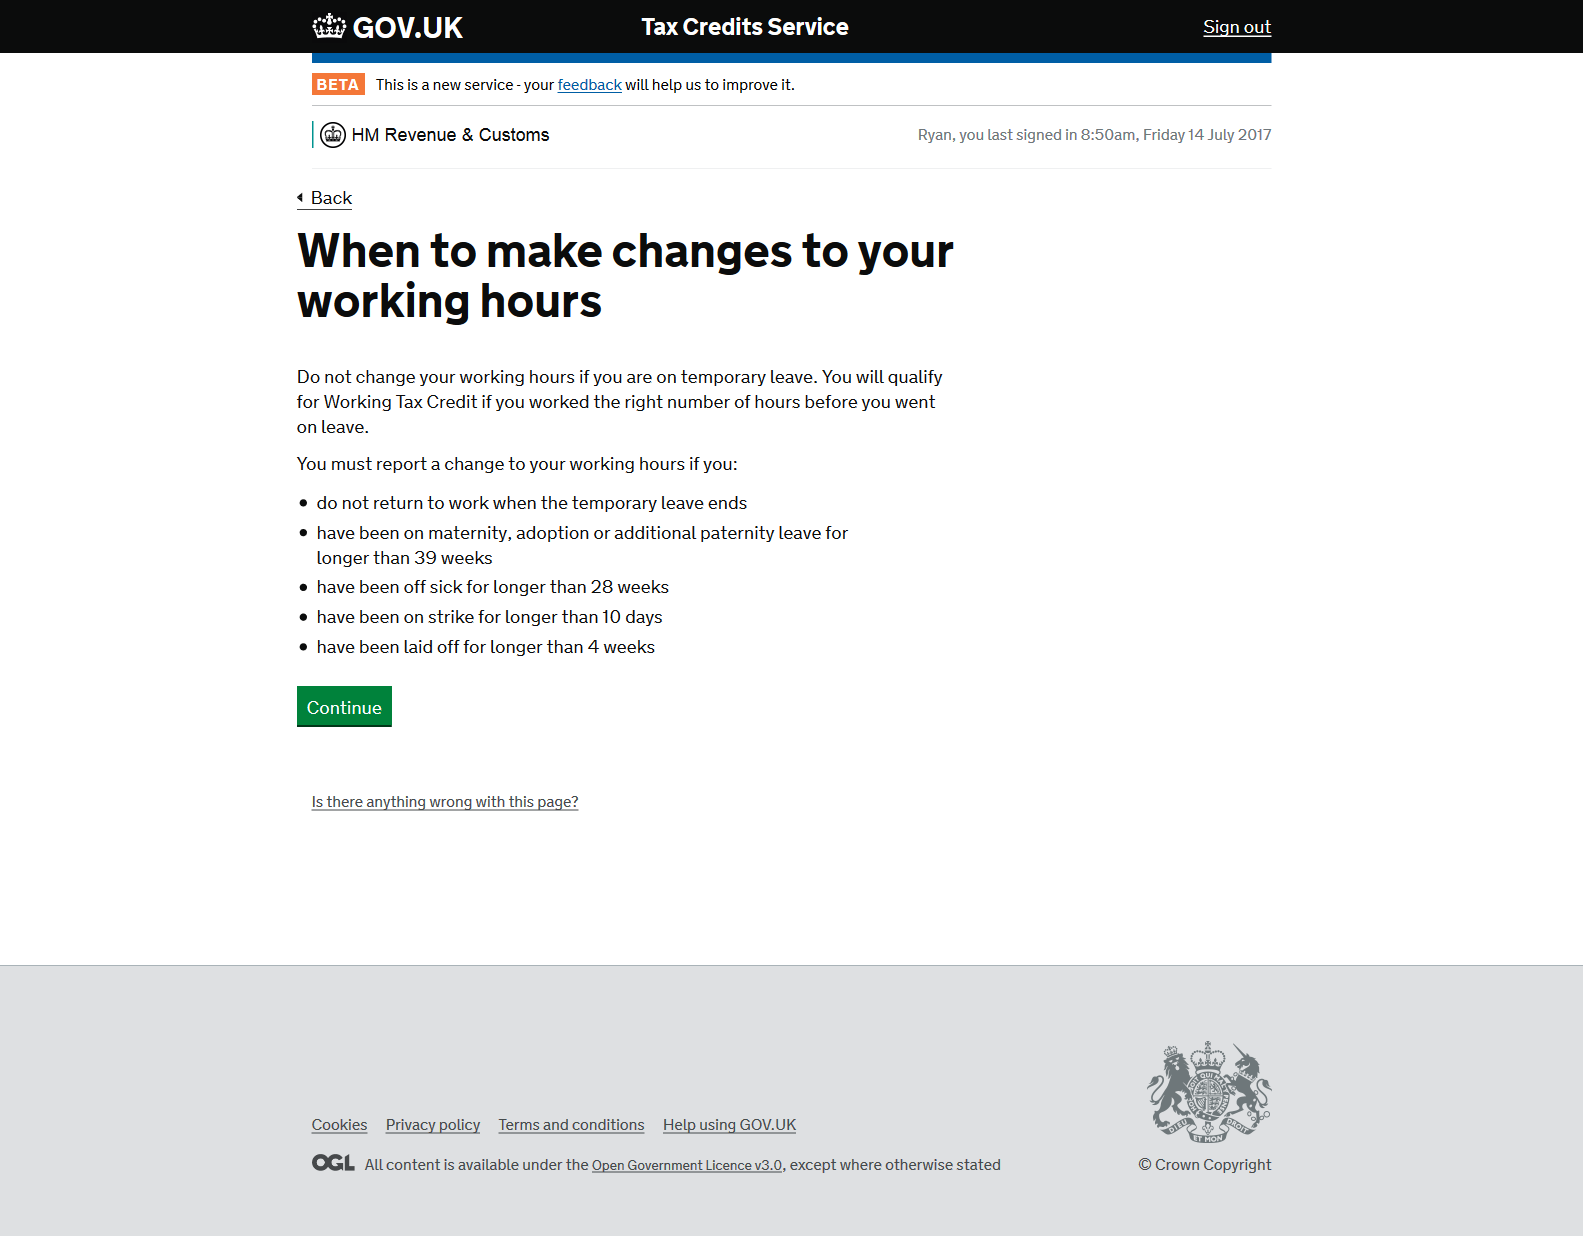 GOV.UK Tax Credits Service Sign out
BETA This is a new service - your feedback will help us to improve it.
HM Revenue & Customs Ryan, you last signed in 8:50am, Friday 14 July 2017
Back
When to make changes to your
working hours
Do not change your working hours if you are on temporary leave. You will qualify
for Working Tax Credit if you worked the right number of hours before you went
on leave.
You must report a change to your working hours if you:
• do not return to work when the temporary leave ends
• have been on maternity, adoption or additional paternity leave for
longer than 39 weeks
• have been off sick for longer than 28 weeks
• have been on strike for longer than 10 days
• have been laid off for longer than 4 weeks
Continue
Is there anything wrong with this page?
DIEU ET MON DROIT
Cookies Privacy policy Terms and conditions Help using GOV.UK
OGL All content is available under the Open Government Licence v3.0, except where otherwise stated © Crown Copyright